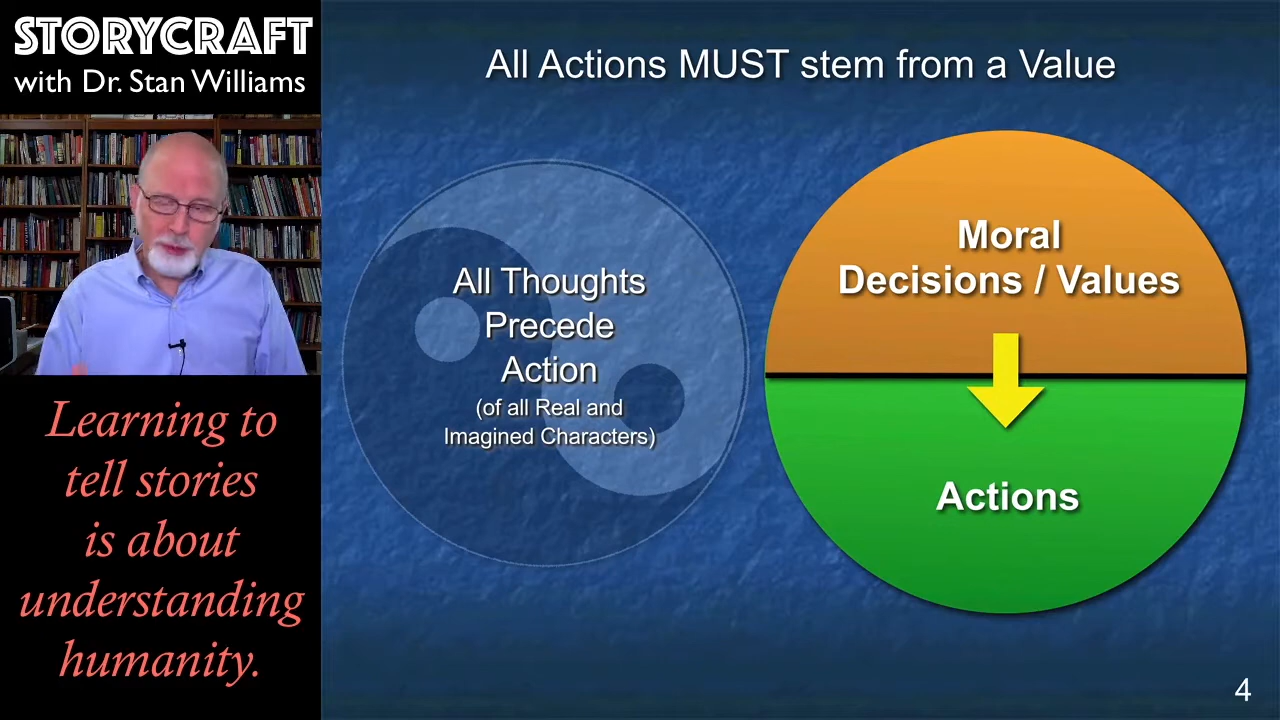 STORYCRAFT
with Dr. Stan Williams
Learning to
tell stories
is about
understanding
humanity.
All Actions MUST stem from a Value
All Thoughts
Precede
Action
(of all Real and
Imagined Characters)
Moral
Decisions / Values
Actions
4